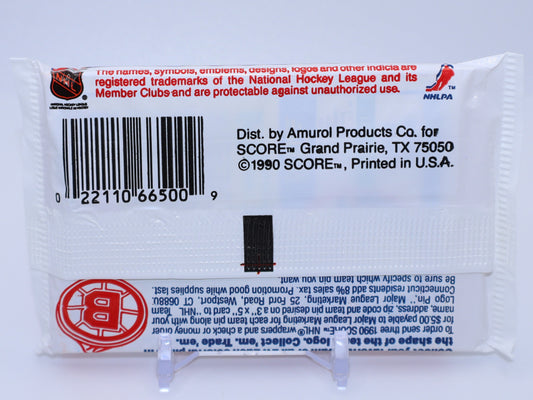 The names, symbols, emblems, designs, logos and other indicia are
registered trademarks of the National Hockey League and its
Member Clubs and are protectable against unauthorized use.
NHLPA TM
Dist. by Amurol Products Co. for
SCORE™ Grand Prairie, TX 75050
©1990 SCORE™, Printed in U.S.A.
0 22110 66500 9
the shape of the team logo. Collect 'em. Trade 'em.
To order send three 1990 SCORE™ NHL™ wrappers and a check or money order
for $5.00 payable to Major League Marketing for each team pin along with your
name, address, zip code and team pin desired on a 3" x 5" card to "NHL™ Team
Logo Pin," Major League Marketing, 25 Ford Road, Westport, CT 06880.
Connecticut residents add 8% sales tax. Promotion good while supplies last.
Be sure to specify which team pin you want.
B